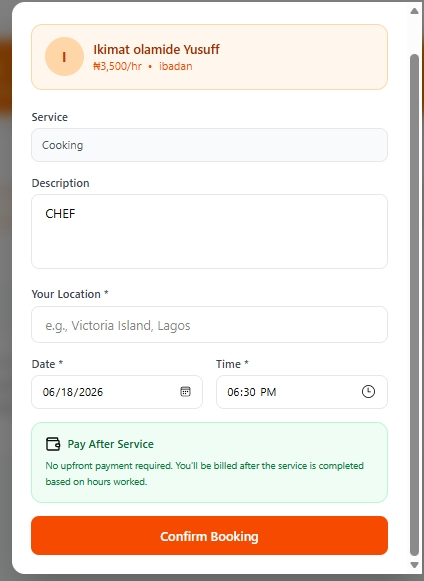 I
Ikimat olamide Yusuff
₦3,500/hr • ibadan
Service
Cooking
Description
CHEF
Your Location *
e.g., Victoria Island, Lagos
Date *
Time *
06/18/2026
06:30 PM
Pay After Service
No upfront payment required. You'll be billed after the service is completed
based on hours worked.
Confirm Booking